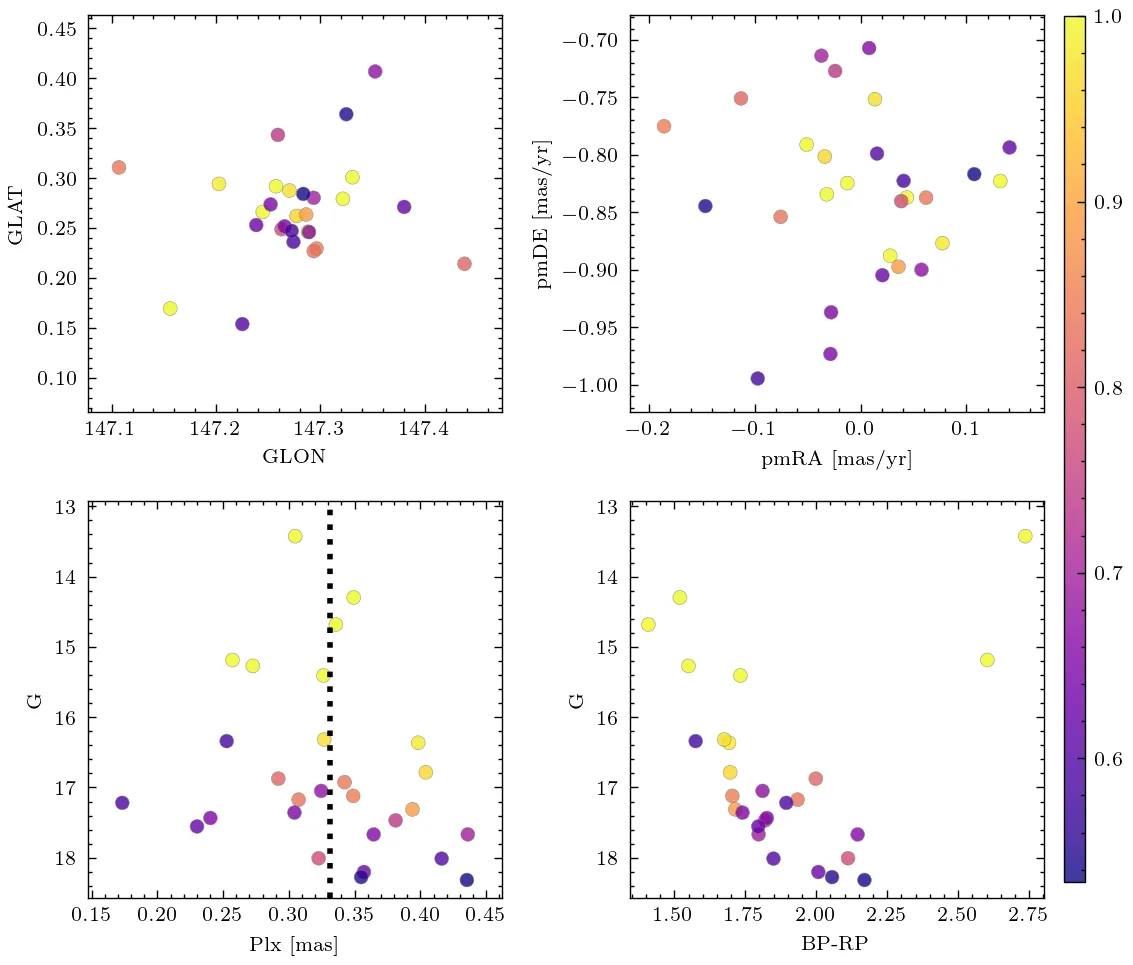 0.45
0.40
0.35
0.30
0.25
0.20
0.15
0.10
GLAT
147.1 147.2 147.3 147.4
GLON
−0.70
−0.75
−0.80
−0.85
−0.90
−0.95
−1.00
pmDE [mas/yr]
−0.2 −0.1 0.0 0.1
pmRA [mas/yr]
1.0
0.9
0.8
0.7
0.6
13
14
15
16
17
18
G
0.15 0.20 0.25 0.30 0.35 0.40 0.45
Plx [mas]
13
14
15
16
17
18
G
1.50 1.75 2.00 2.25 2.50 2.75
BP-RP